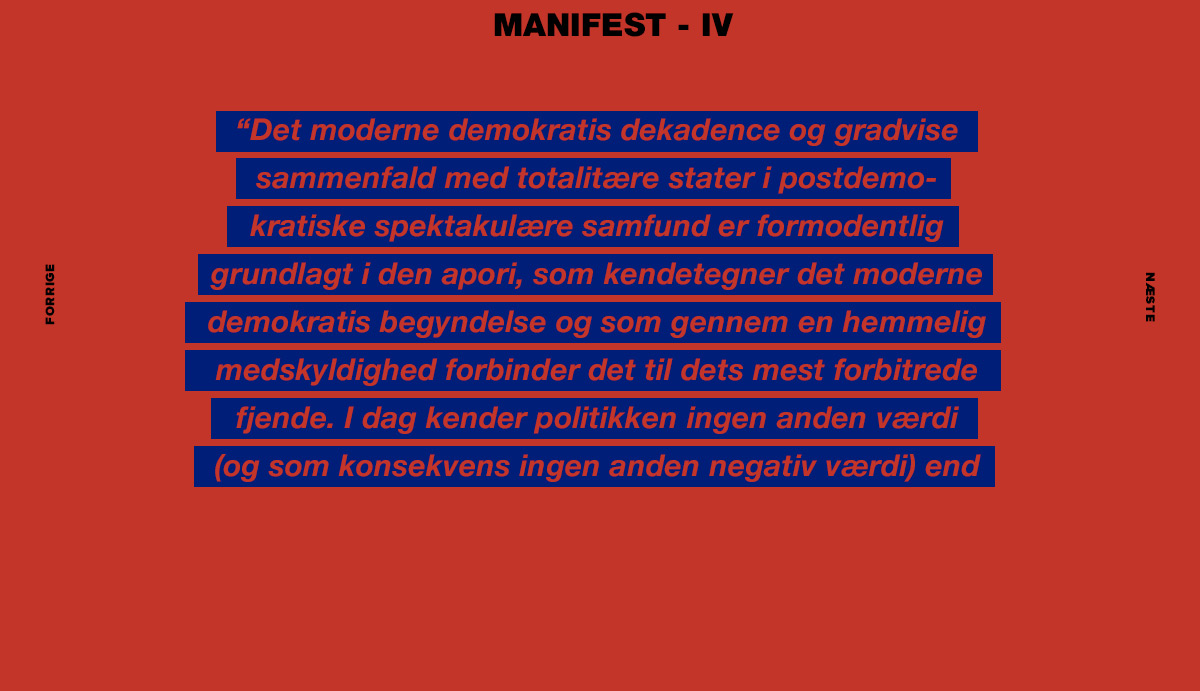 MANIFEST - IV
“Det moderne demokratis dekadence og gradvise
sammenfald med totalitære stater i postdemo-
kratiske spektakulære samfund er formodentlig
grundlagt i den apori, som kendetegner det moderne
demokratis begyndelse og som gennem en hemmelig
medskyldighed forbinder det til dets mest forbitrede
fjende. I dag kender politikken ingen anden værdi
(og som konsekvens ingen anden negativ værdi) end
FORRIGE
NÆSTE